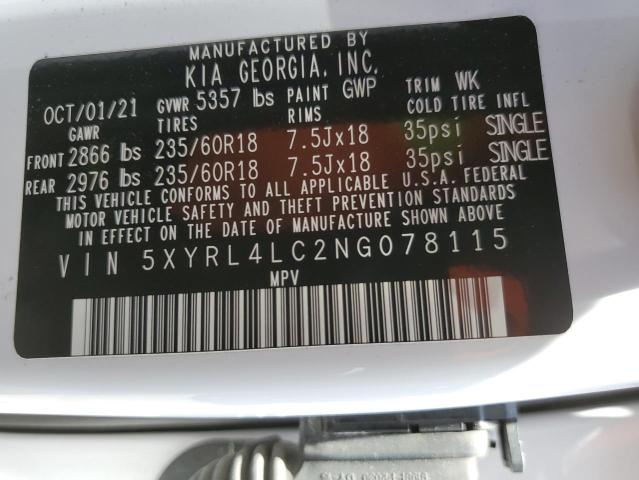 MANUFACTURED BY
KIA GEORGIA, INC.
OCT/01/21 GVWR 5357 lbs PAINT GWP TRIM WK
GAWR TIRES RIMS COLD TIRE INFL
FRONT 2866 lbs 235/60R18 7.5Jx18 35psi SINGLE
REAR 2976 lbs 235/60R18 7.5Jx18 35psi SINGLE
THIS VEHICLE CONFORMS TO ALL APPLICABLE U.S.A. FEDERAL
MOTOR VEHICLE SAFETY AND THEFT PREVENTION STANDARDS
IN EFFECT ON THE DATE OF MANUFACTURE SHOWN ABOVE
VIN 5XYRL4LC2NG078115
MPV